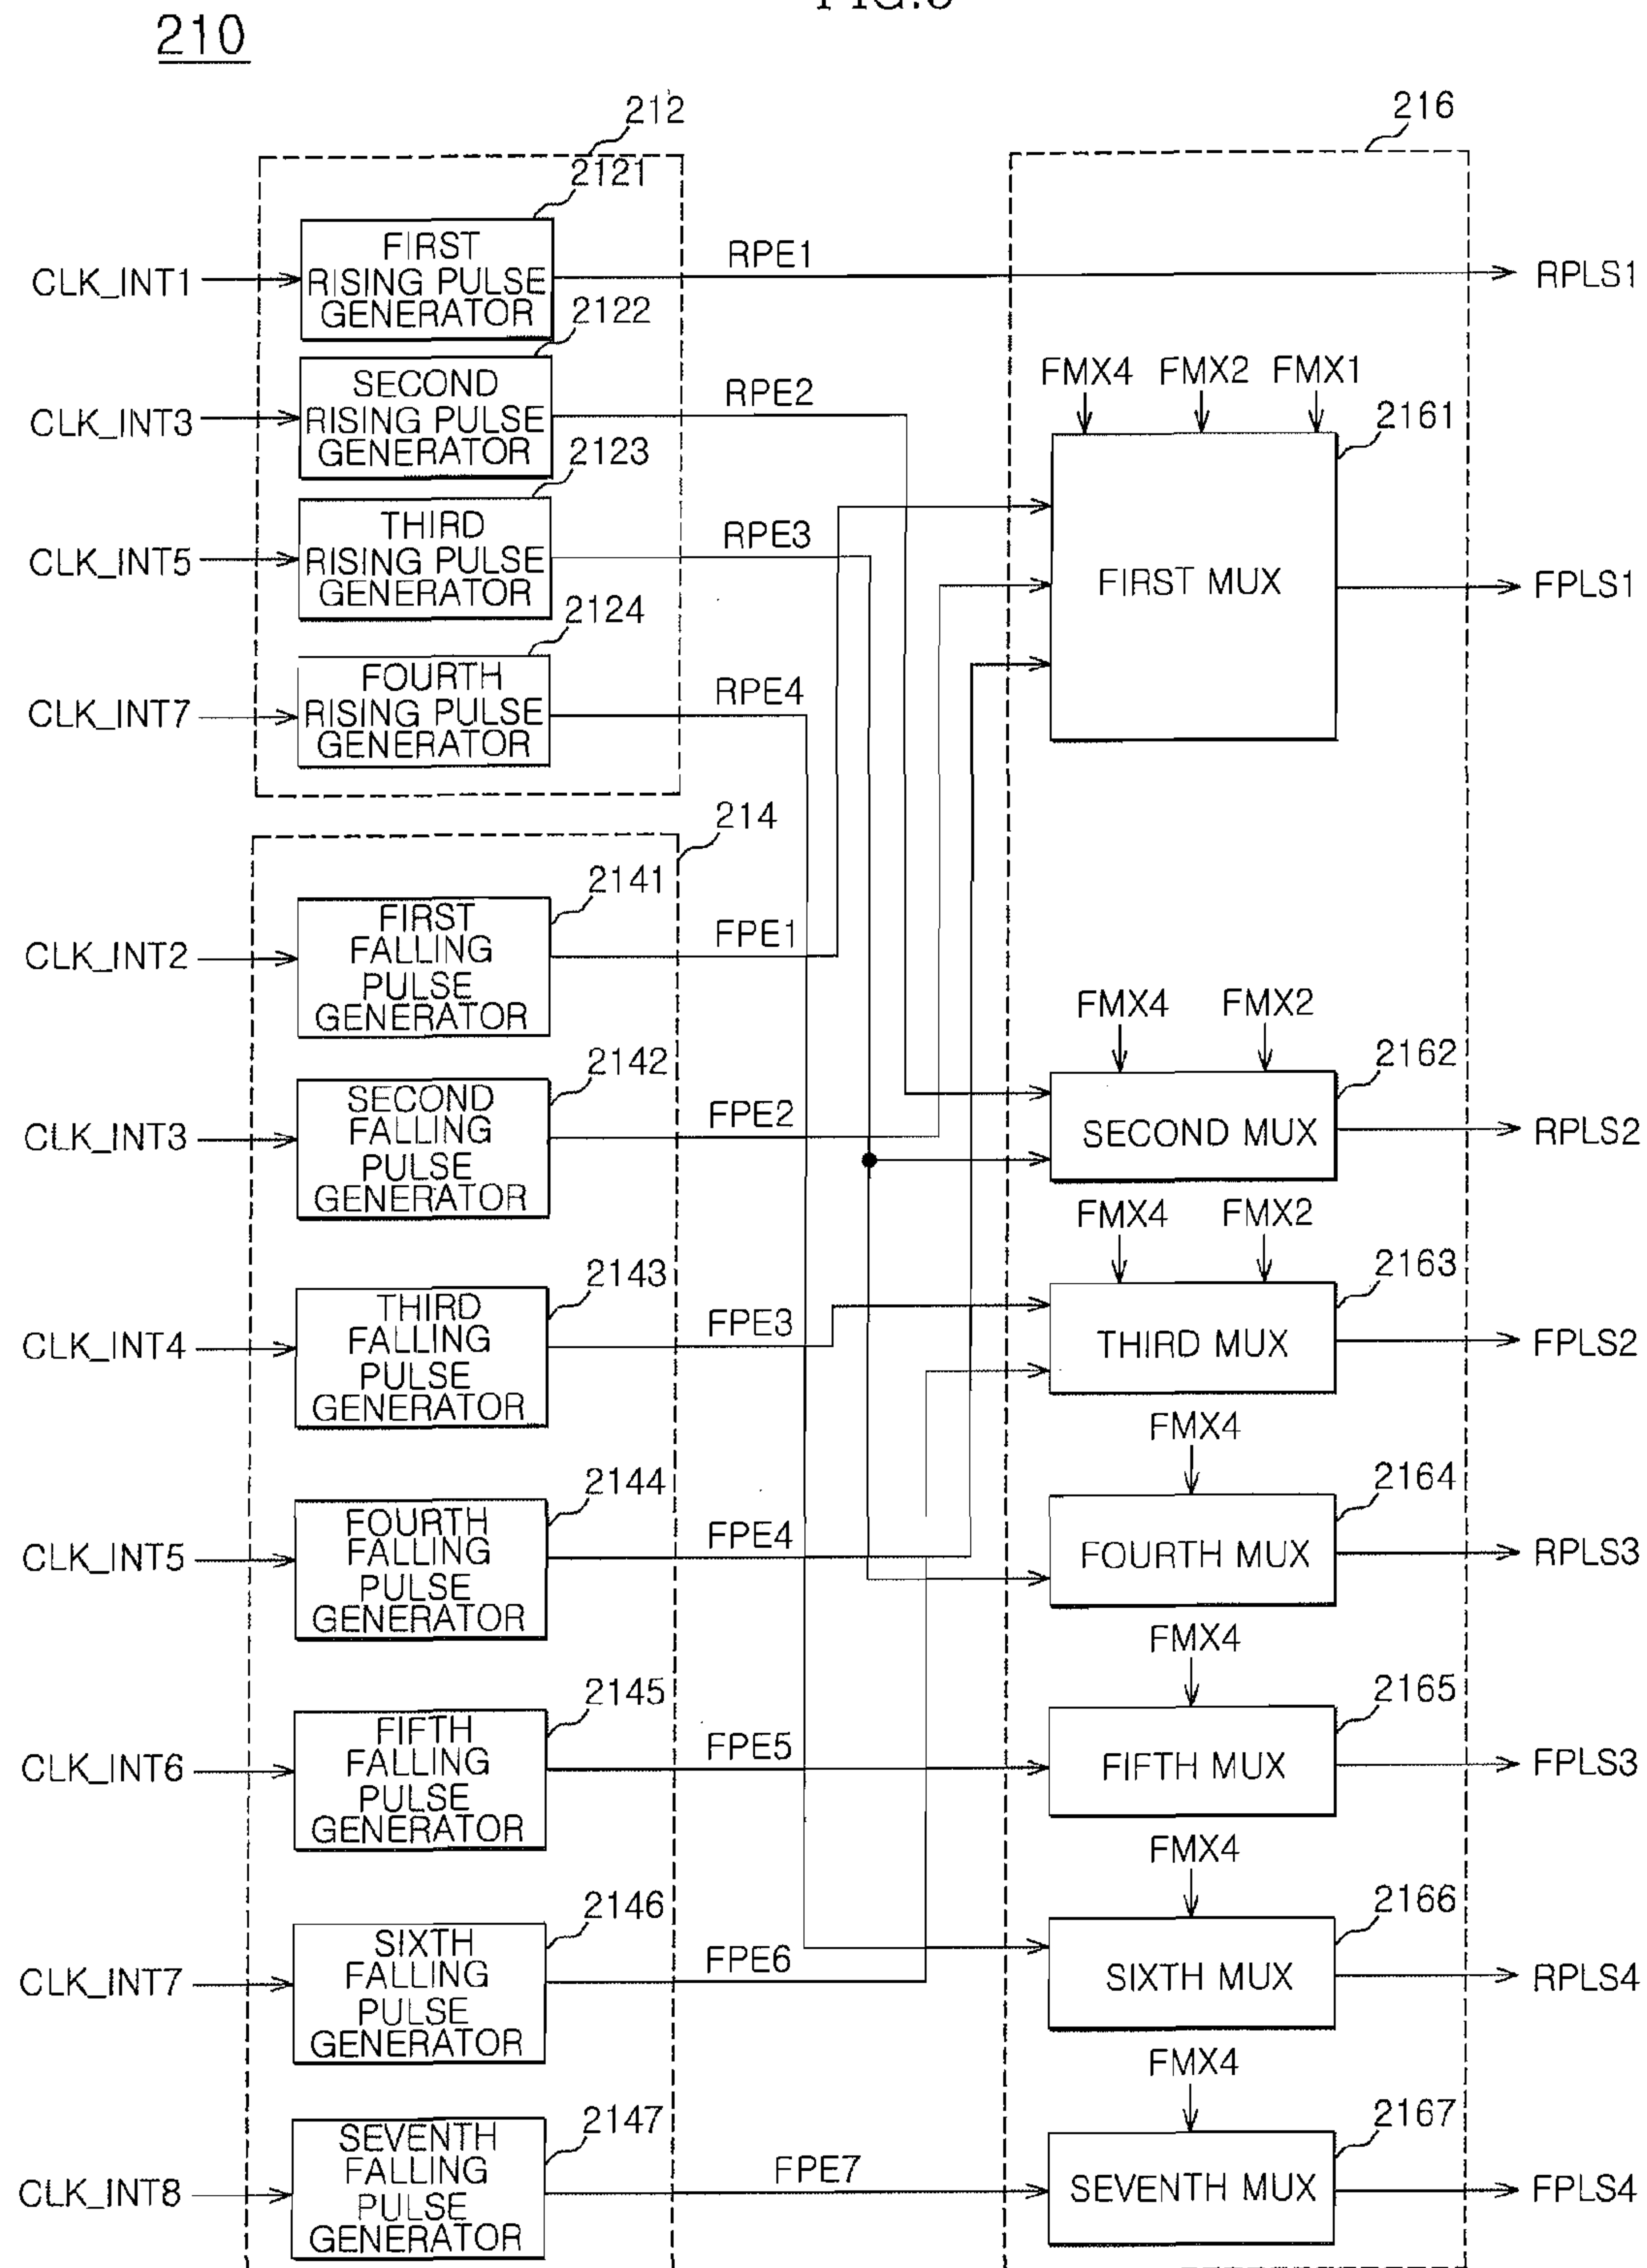 210
212
216
2121
FIRST
RISING PULSE
GENERATOR
CLK_INT1
RPE1
RPLS1
2122
SECOND
RISING PULSE
GENERATOR
CLK_INT3
RPE2
FMX4 FMX2 FMX1
2161
2123
THIRD
RISING PULSE
GENERATOR
CLK_INT5
RPE3
FIRST MUX
FPLS1
2124
FOURTH
RISING PULSE
GENERATOR
CLK_INT7
RPE4
214
2141
FIRST
FALLING
PULSE
GENERATOR
CLK_INT2
FPE1
2142
SECOND
FALLING
PULSE
GENERATOR
CLK_INT3
FPE2
FMX4 FMX2
2162
SECOND MUX
RPLS2
2143
THIRD
FALLING
PULSE
GENERATOR
CLK_INT4
FPE3
FMX4 FMX2
2163
THIRD MUX
FPLS2
2144
FOURTH
FALLING
PULSE
GENERATOR
CLK_INT5
FPE4
FMX4
2164
FOURTH MUX
RPLS3
2145
FIFTH
FALLING
PULSE
GENERATOR
CLK_INT6
FPE5
FMX4
2165
FIFTH MUX
FPLS3
2146
SIXTH
FALLING
PULSE
GENERATOR
CLK_INT7
FPE6
FMX4
2166
SIXTH MUX
RPLS4
2147
SEVENTH
FALLING
PULSE
GENERATOR
CLK_INT8
FPE7
FMX4
2167
SEVENTH MUX
FPLS4